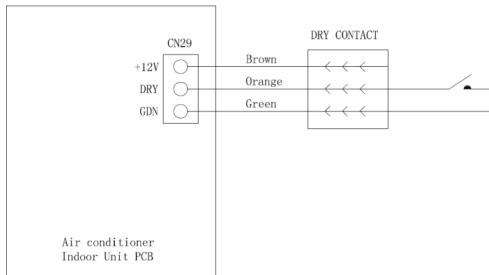 CN29
DRY CONTACT
+12V
Brown
DRY
Orange
GDN
Green
Air conditioner
Indoor Unit PCB